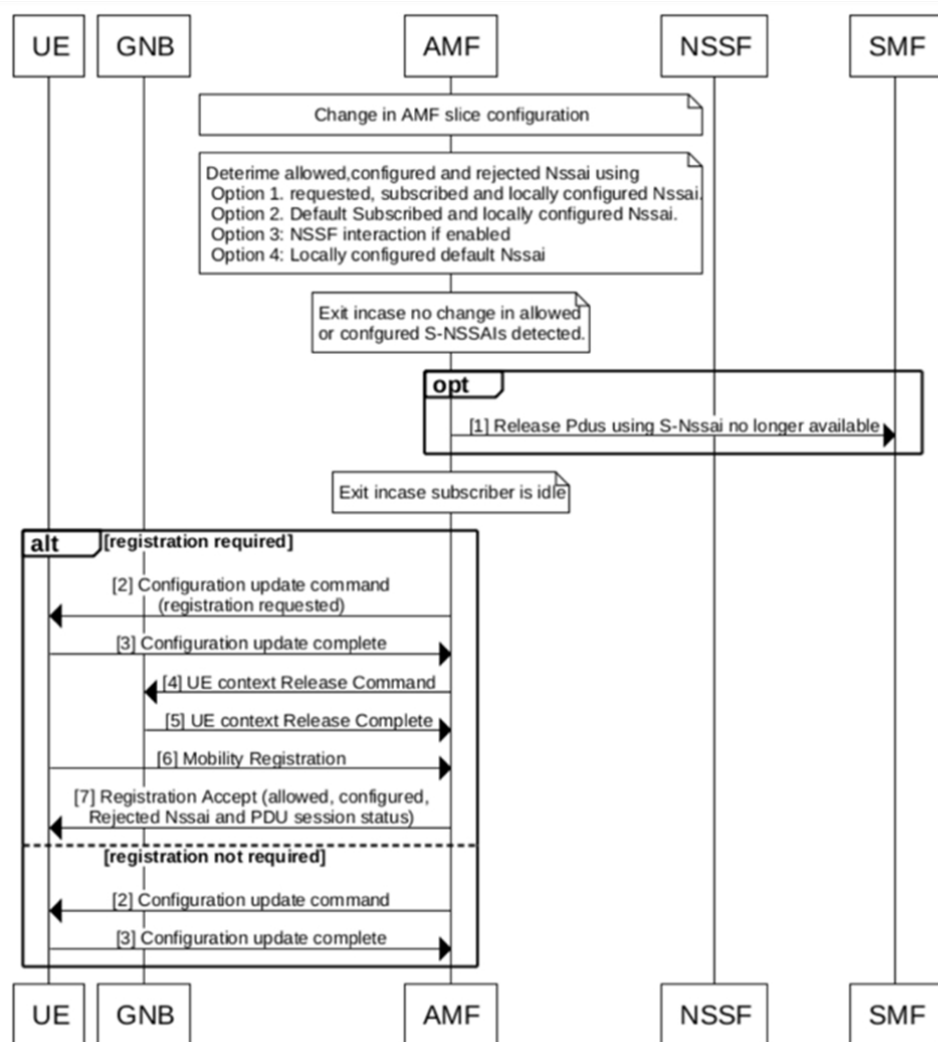 UE GNB AMF NSSF SMF
Change in AMF slice configuration
Deterime allowed,configured and rejected Nssai using
Option 1. requested, subscribed and locally configured Nssai.
Option 2. Default Subscribed and locally configured Nssai.
Option 3: NSSF interaction if enabled
Option 4: Locally configured default Nssai
Exit incase no change in allowed
or confgured S-NSSAIs detected.
opt
[1] Release Pdus using S-Nssai no longer available
Exit incase subscriber is idle
alt [registration required]
[2] Configuration update command
(registration requested)
[3] Configuration update complete
[4] UE context Release Command
[5] UE context Release Complete
[6] Mobility Registration
[7] Registration Accept (allowed, configured,
Rejected Nssai and PDU session status)
[registration not required]
[2] Configuration update command
[3] Configuration update complete
UE GNB AMF NSSF SMF